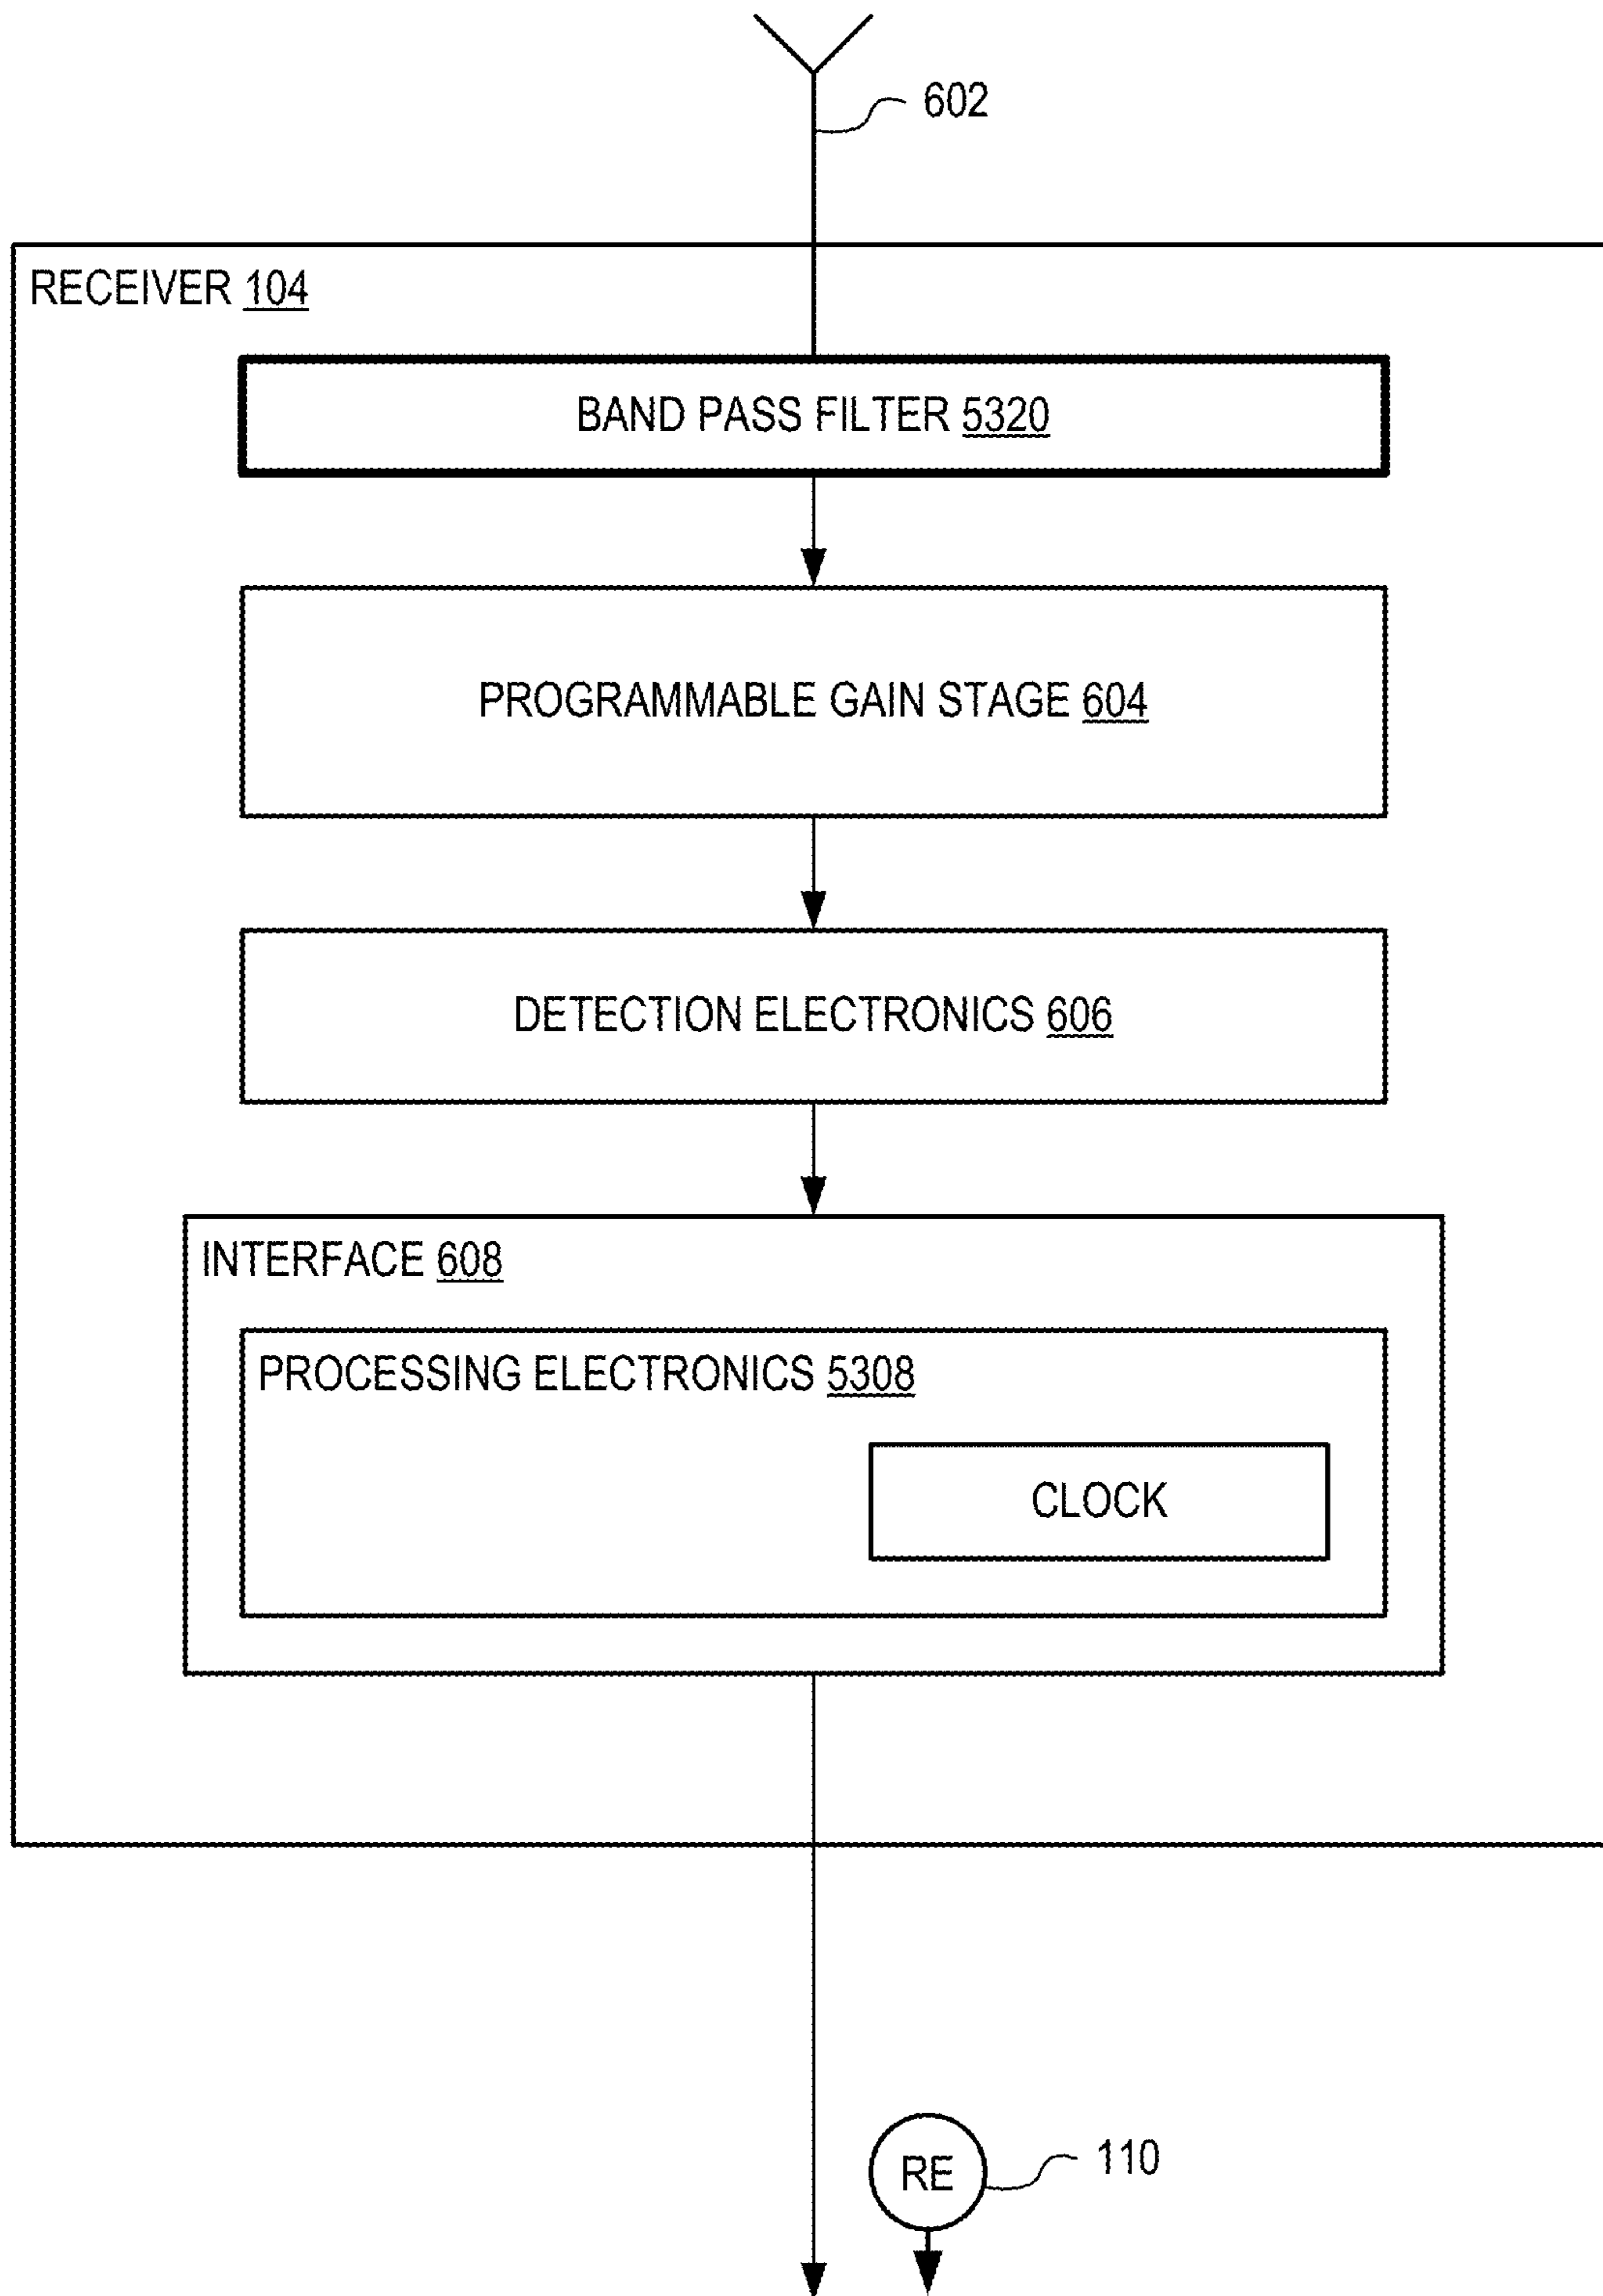 602
RECEIVER 104
BAND PASS FILTER 5320
PROGRAMMABLE GAIN STAGE 604
DETECTION ELECTRONICS 606
INTERFACE 608
PROCESSING ELECTRONICS 5308
CLOCK
RE
110